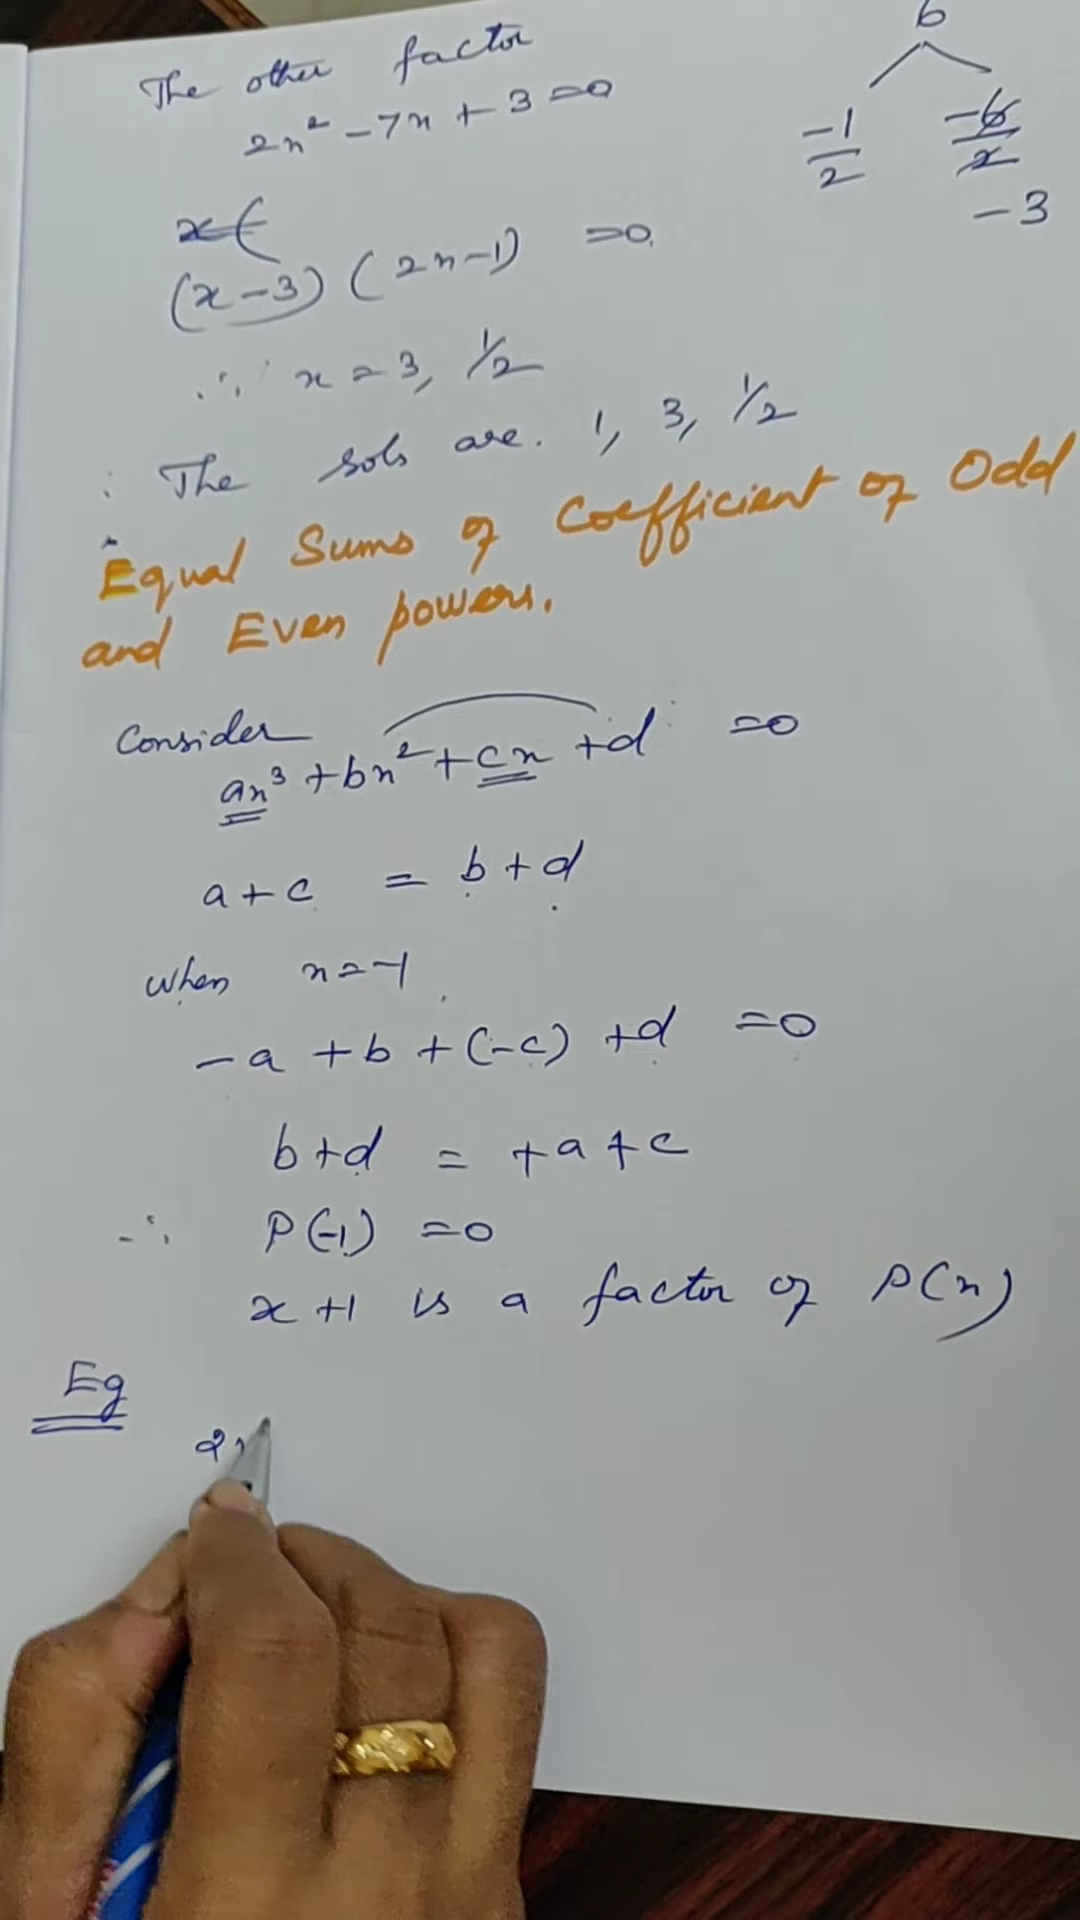 The other factor
2x² - 7x + 3 = 0
6
-1/2 -6/2
-3
x(
(x-3) (2x-1) = 0.
∴ x = 3, 1/2
∴ The sols are. 1, 3, 1/2
Equal Sums of Coefficient of Odd
and Even powers.
Consider
ax³ + bx² + cx + d = 0
a + c = b + d
when x = -1
-a + b + (-c) + d = 0
b + d = +a + c
∴ P(-1) = 0
x + 1 is a factor of P(x)
Eg
2x